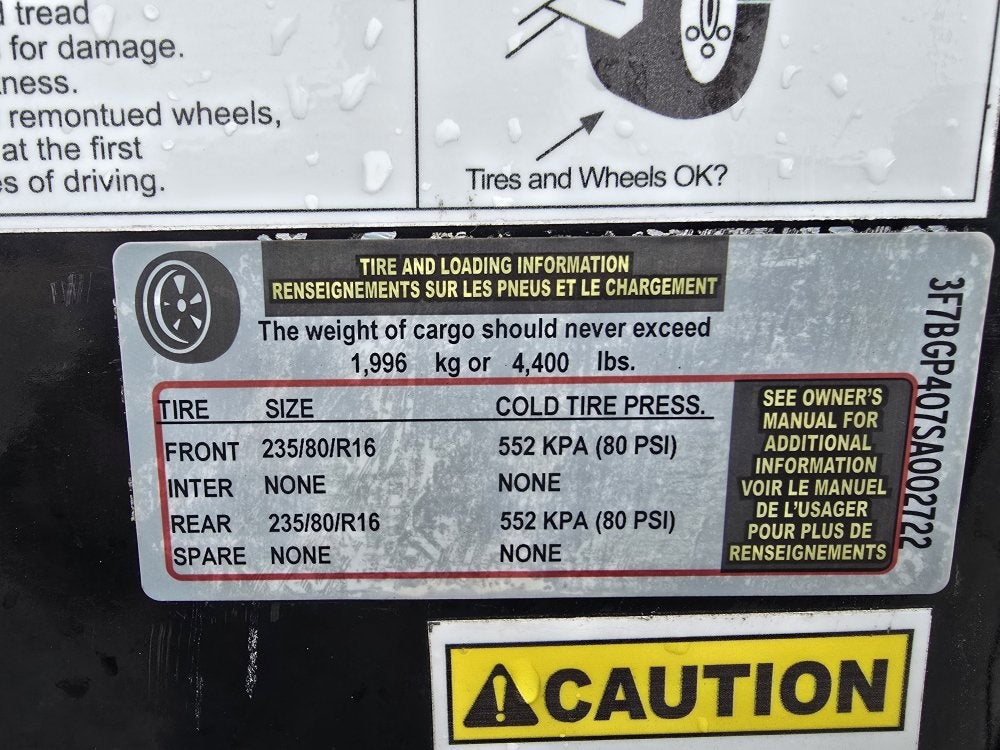 tread
for damage.
remontued wheels,
at the first
of driving.
Tires and Wheels OK?
TIRE AND LOADING INFORMATION
RENSEIGNEMENTS SUR LES PNEUS ET LE CHARGEMENT
The weight of cargo should never exceed
1,996 kg or 4,400 lbs.
TIRE SIZE COLD TIRE PRESS.
FRONT 235/80/R16 552 KPA (80 PSI)
INTER NONE NONE
REAR 235/80/R16 552 KPA (80 PSI)
SPARE NONE NONE
SEE OWNER'S
MANUAL FOR
ADDITIONAL
INFORMATION
VOIR LE MANUEL
DE L'USAGER
POUR PLUS DE
RENSEIGNEMENTS
3F7BGP407SA002722
CAUTION